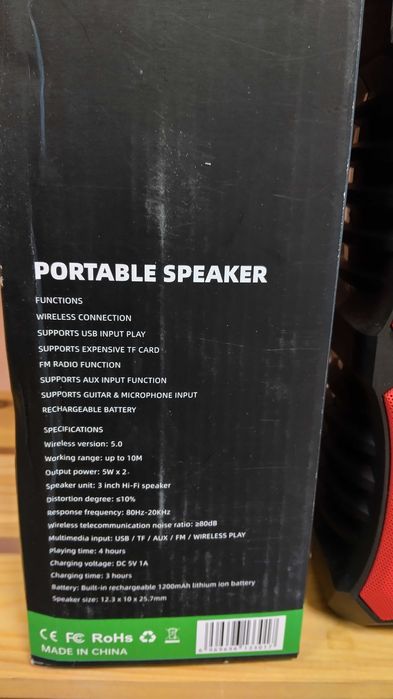 PORTABLE SPEAKER
FUNCTIONS
WIRELESS CONNECTION
SUPPORTS USB INPUT PLAY
SUPPORTS EXPENSIVE TF CARD
FM RADIO FUNCTION
SUPPORTS AUX INPUT FUNCTION
SUPPORTS GUITAR & MICROPHONE INPUT
RECHARGEABLE BATTERY
SPECIFICATIONS
Wireless version: 5.0
Working range: up to 10M
Output power: 5W x 2
Speaker unit: 3 inch Hi-Fi speaker
Distortion degree: ≤10%
Response frequency: 80Hz-20KHz
Wireless telecommunication noise ratio: ≥80dB
Multimedia input: USB / TF / AUX / FM / WIRELESS PLAY
Playing time: 4 hours
Charging voltage: DC 5V 1A
Charging time: 3 hours
Battery: Built-in rechargeable 1200mAh lithium ion battery
Speaker size: 12.3 x 10 x 25.7mm
CE FC RoHs
MADE IN CHINA